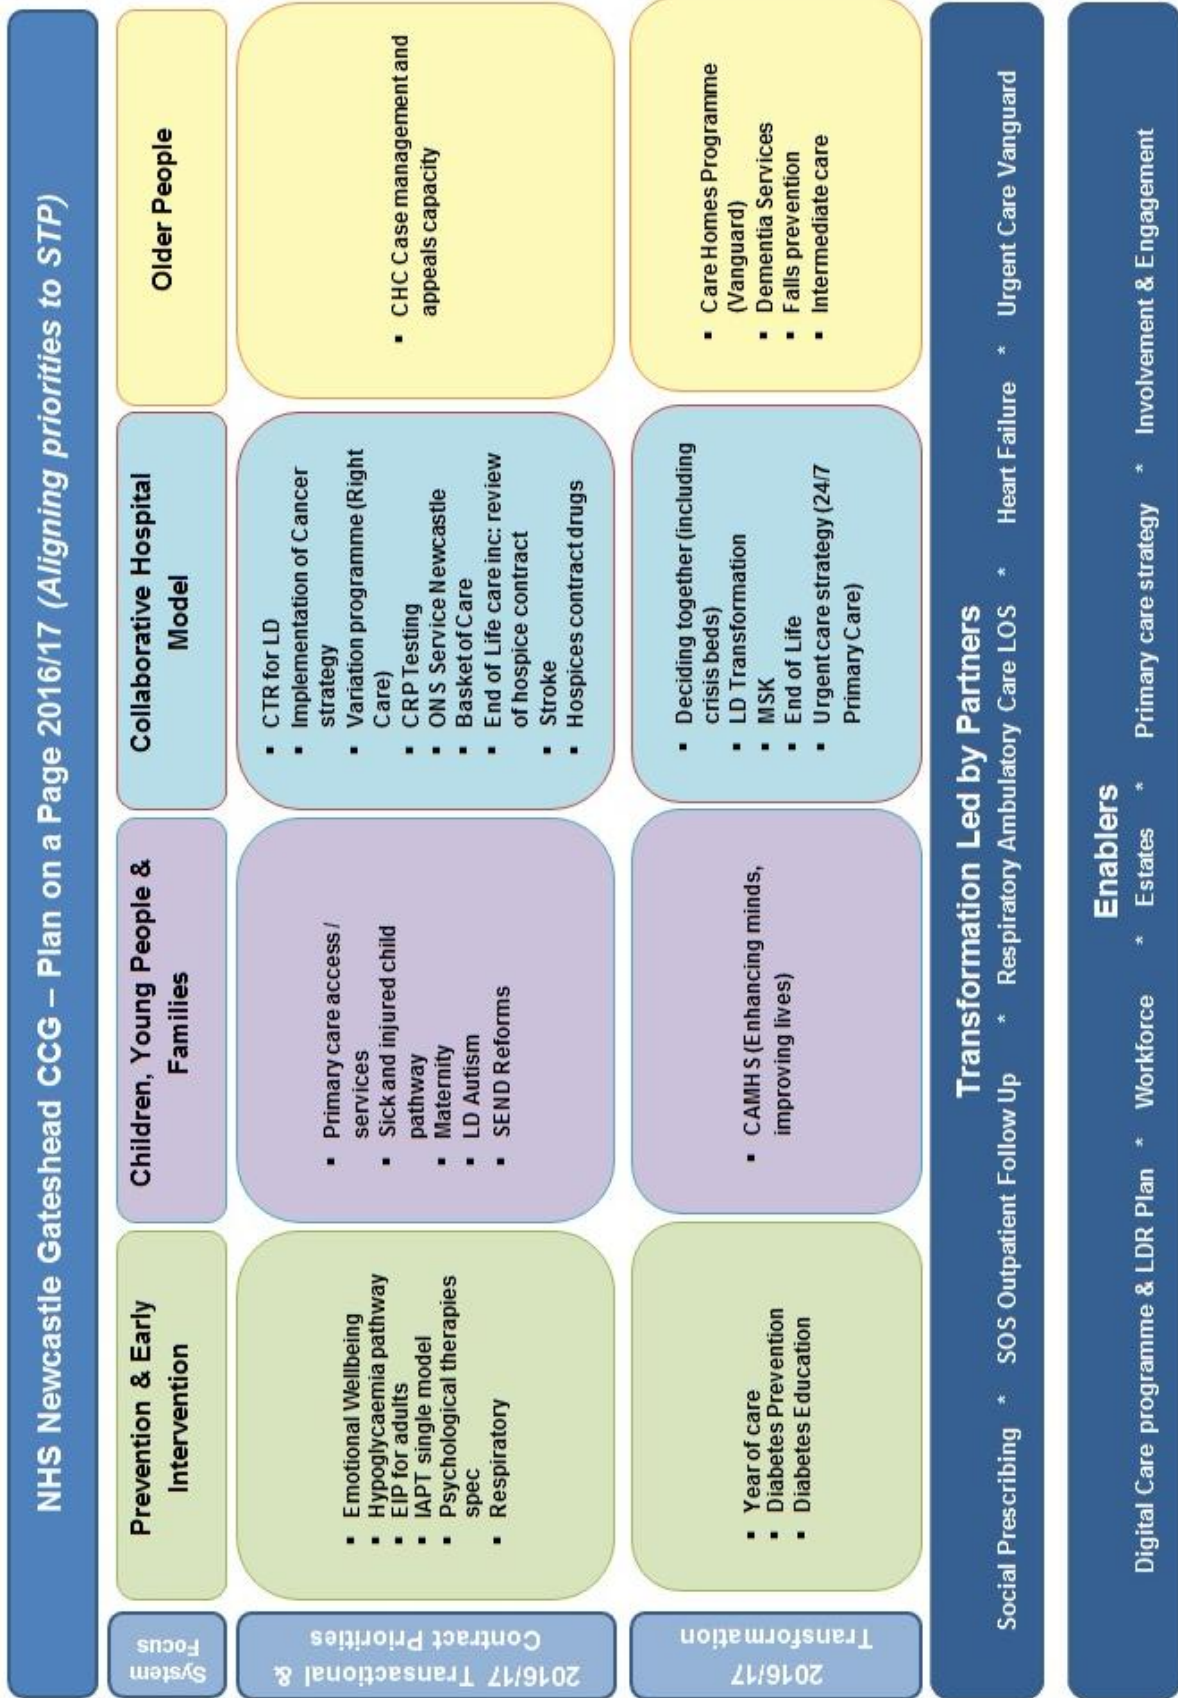 NHS Newcastle Gateshead CCG – Plan on a Page 2016/17 (Aligning priorities to STP)
System
Focus
Prevention & Early
Intervention
Children, Young People &
Families
Collaborative Hospital
Model
Older People
2016/17 Transactional &
Contract Priorities
▪ Emotional Wellbeing
▪ Hypoglycaemia pathway
▪ EIP for adults
▪ IAPT single model
▪ Psychological therapies
spec
▪ Respiratory
▪ Primary care access /
services
▪ Sick and injured child
pathway
▪ Maternity
▪ LD Autism
▪ SEND Reforms
▪ CTR for LD
▪ Implementation of Cancer
strategy
▪ Variation programme (Right
Care)
▪ CRP Testing
▪ ONS Service Newcastle
▪ Basket of Care
▪ End of Life care inc: review
of hospice contract
▪ Stroke
▪ Hospices contract drugs
▪ CHC Case management and
appeals capacity
2016/17
Transformation
▪ Year of care
▪ Diabetes Prevention
▪ Diabetes Education
▪ CAMHS (Enhancing minds,
improving lives)
▪ Deciding together (including
crisis beds)
▪ LD Transformation
▪ MSK
▪ End of Life
▪ Urgent care strategy (24/7
Primary Care)
▪ Care Homes Programme
(Vanguard)
▪ Dementia Services
▪ Falls prevention
▪ Intermediate care
Transformation Led by Partners
Social Prescribing * SOS Outpatient Follow Up * Respiratory Ambulatory Care LOS * Heart Failure * Urgent Care Vanguard
Enablers
Digital Care programme & LDR Plan * Workforce * Estates * Primary care strategy * Involvement & Engagement